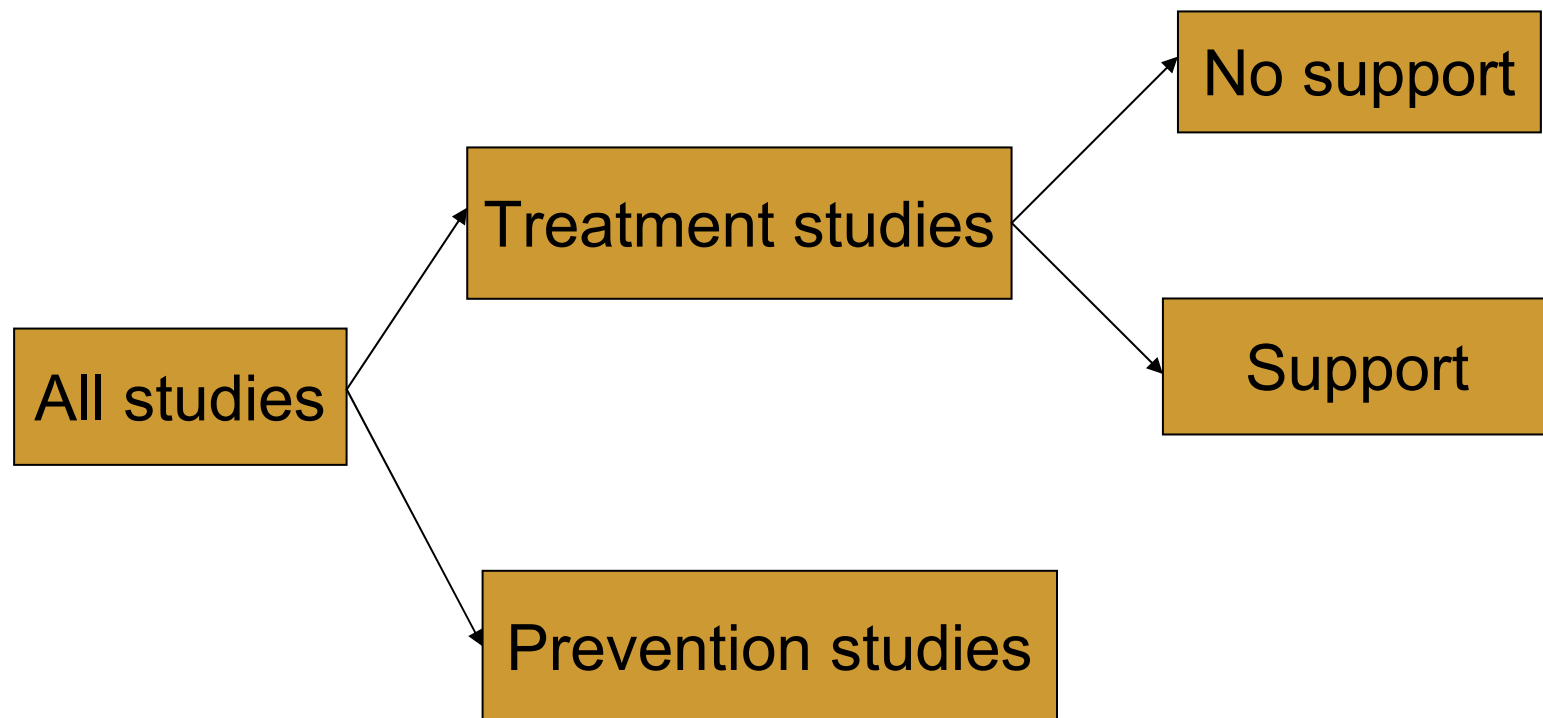 No support
Treatment studies
Support
All studies
Prevention studies